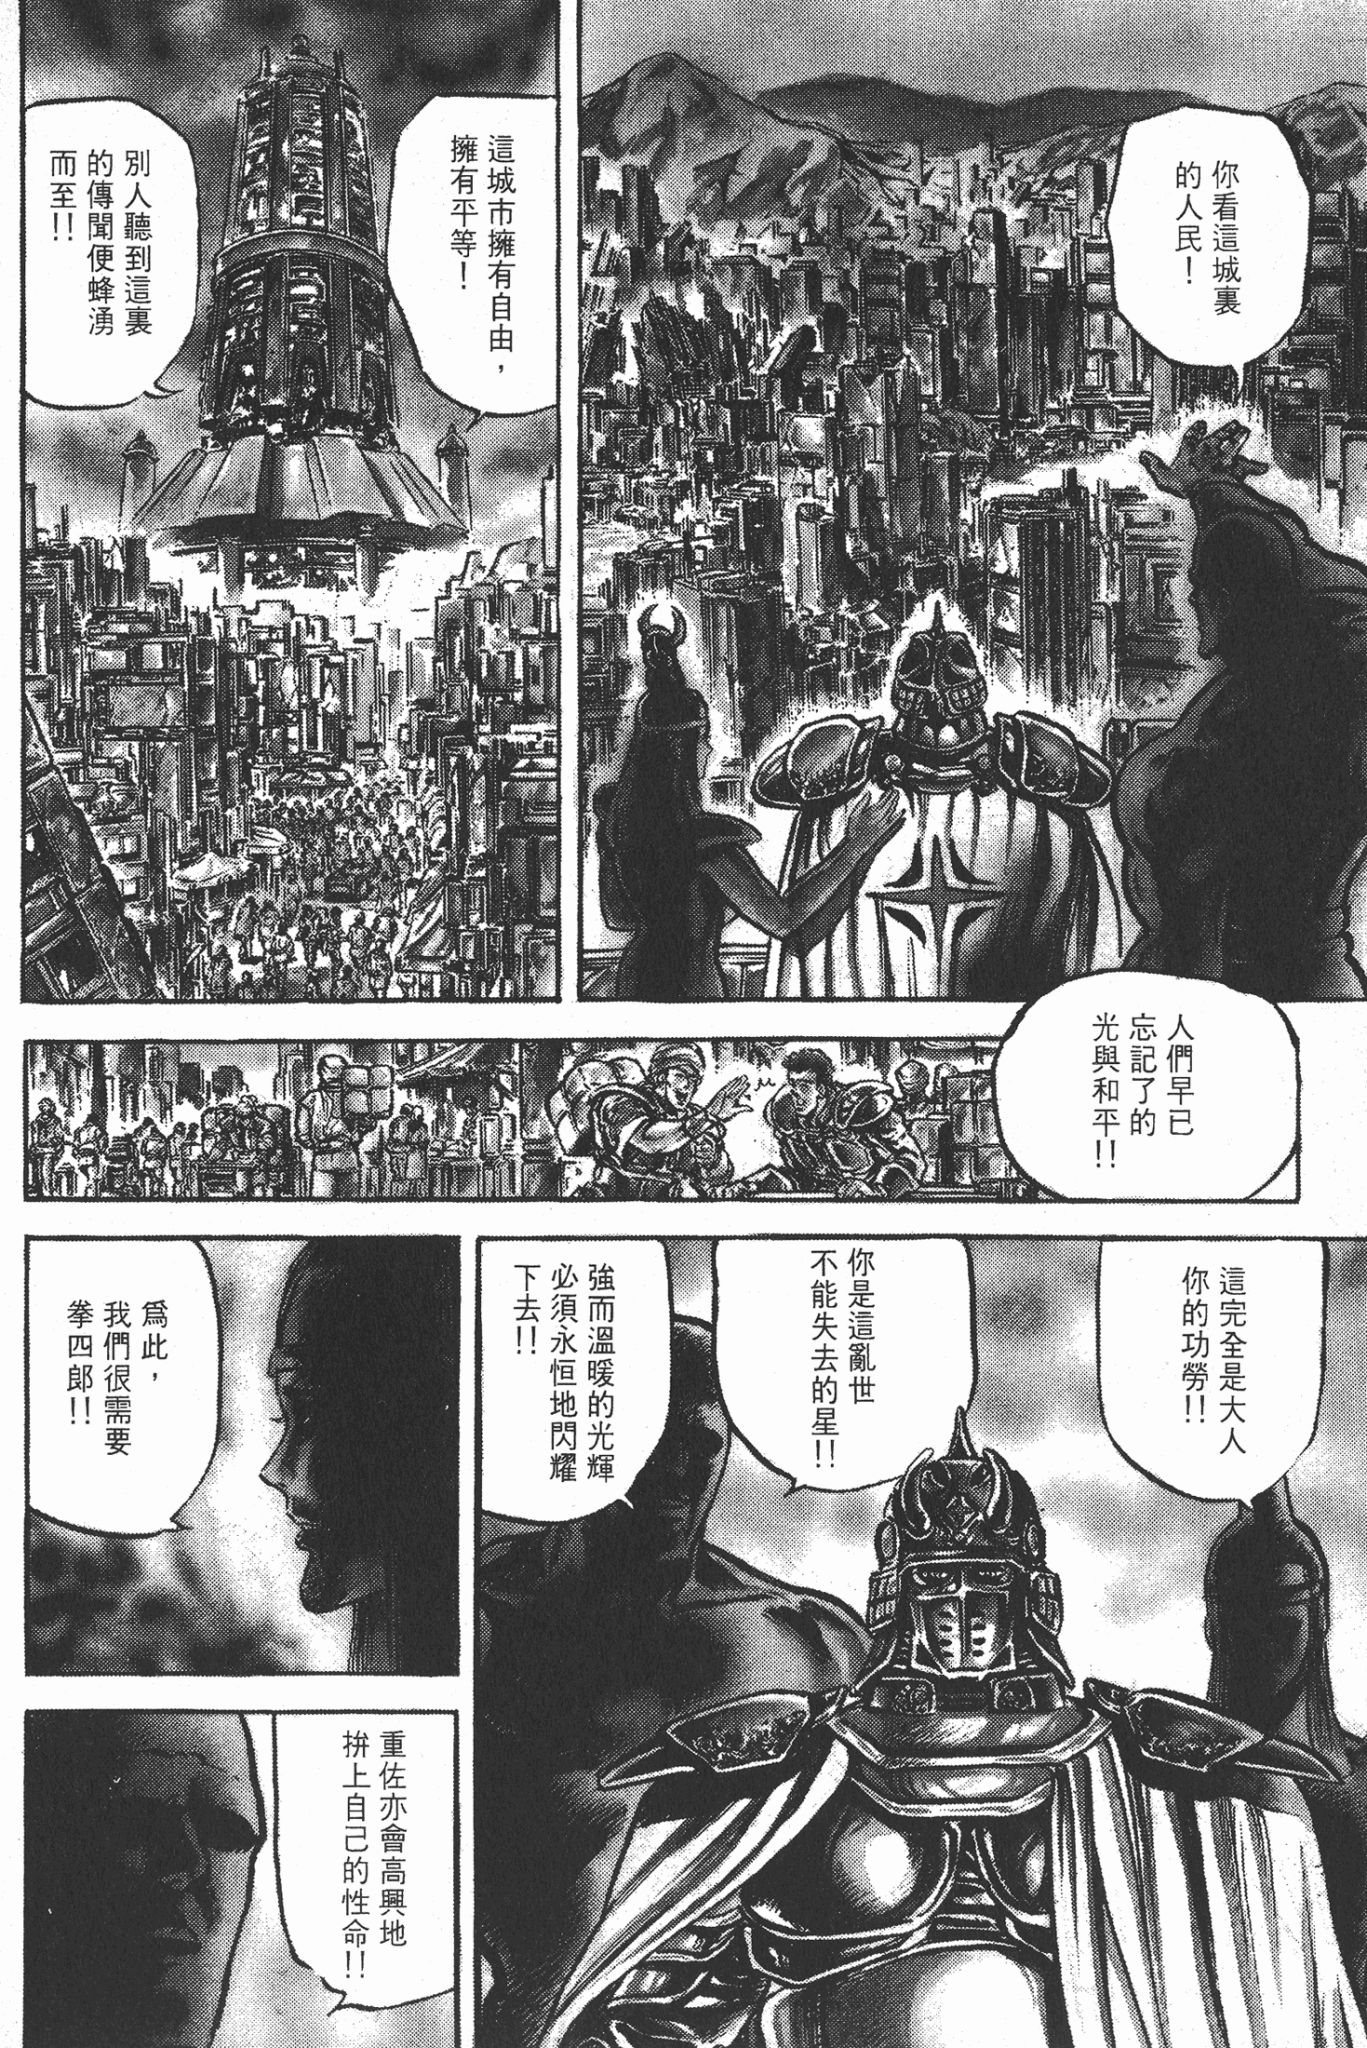 你看這城裏
的人民！
這城市擁有自由，
擁有平等！
別人聽到這裏
的傳聞便蜂湧
而至!!
人們早已
忘記了的
光與和平!!
這完全是大人
你的功勞!!
你是這亂世
不能失去的星!!
強而溫暖的光輝
必須永恒地閃耀
下去!!
爲此，
我們很需要
拳四郎!!
重佐亦會高興地
拚上自己的性命!!